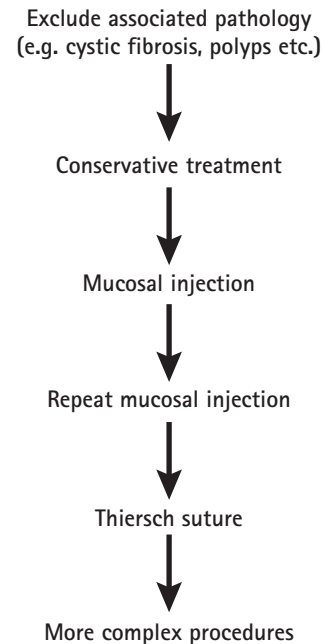 Exclude associated pathology
(e.g. cystic fibrosis, polyps etc.)
Conservative treatment
Mucosal injection
Repeat mucosal injection
Thiersch suture
More complex procedures